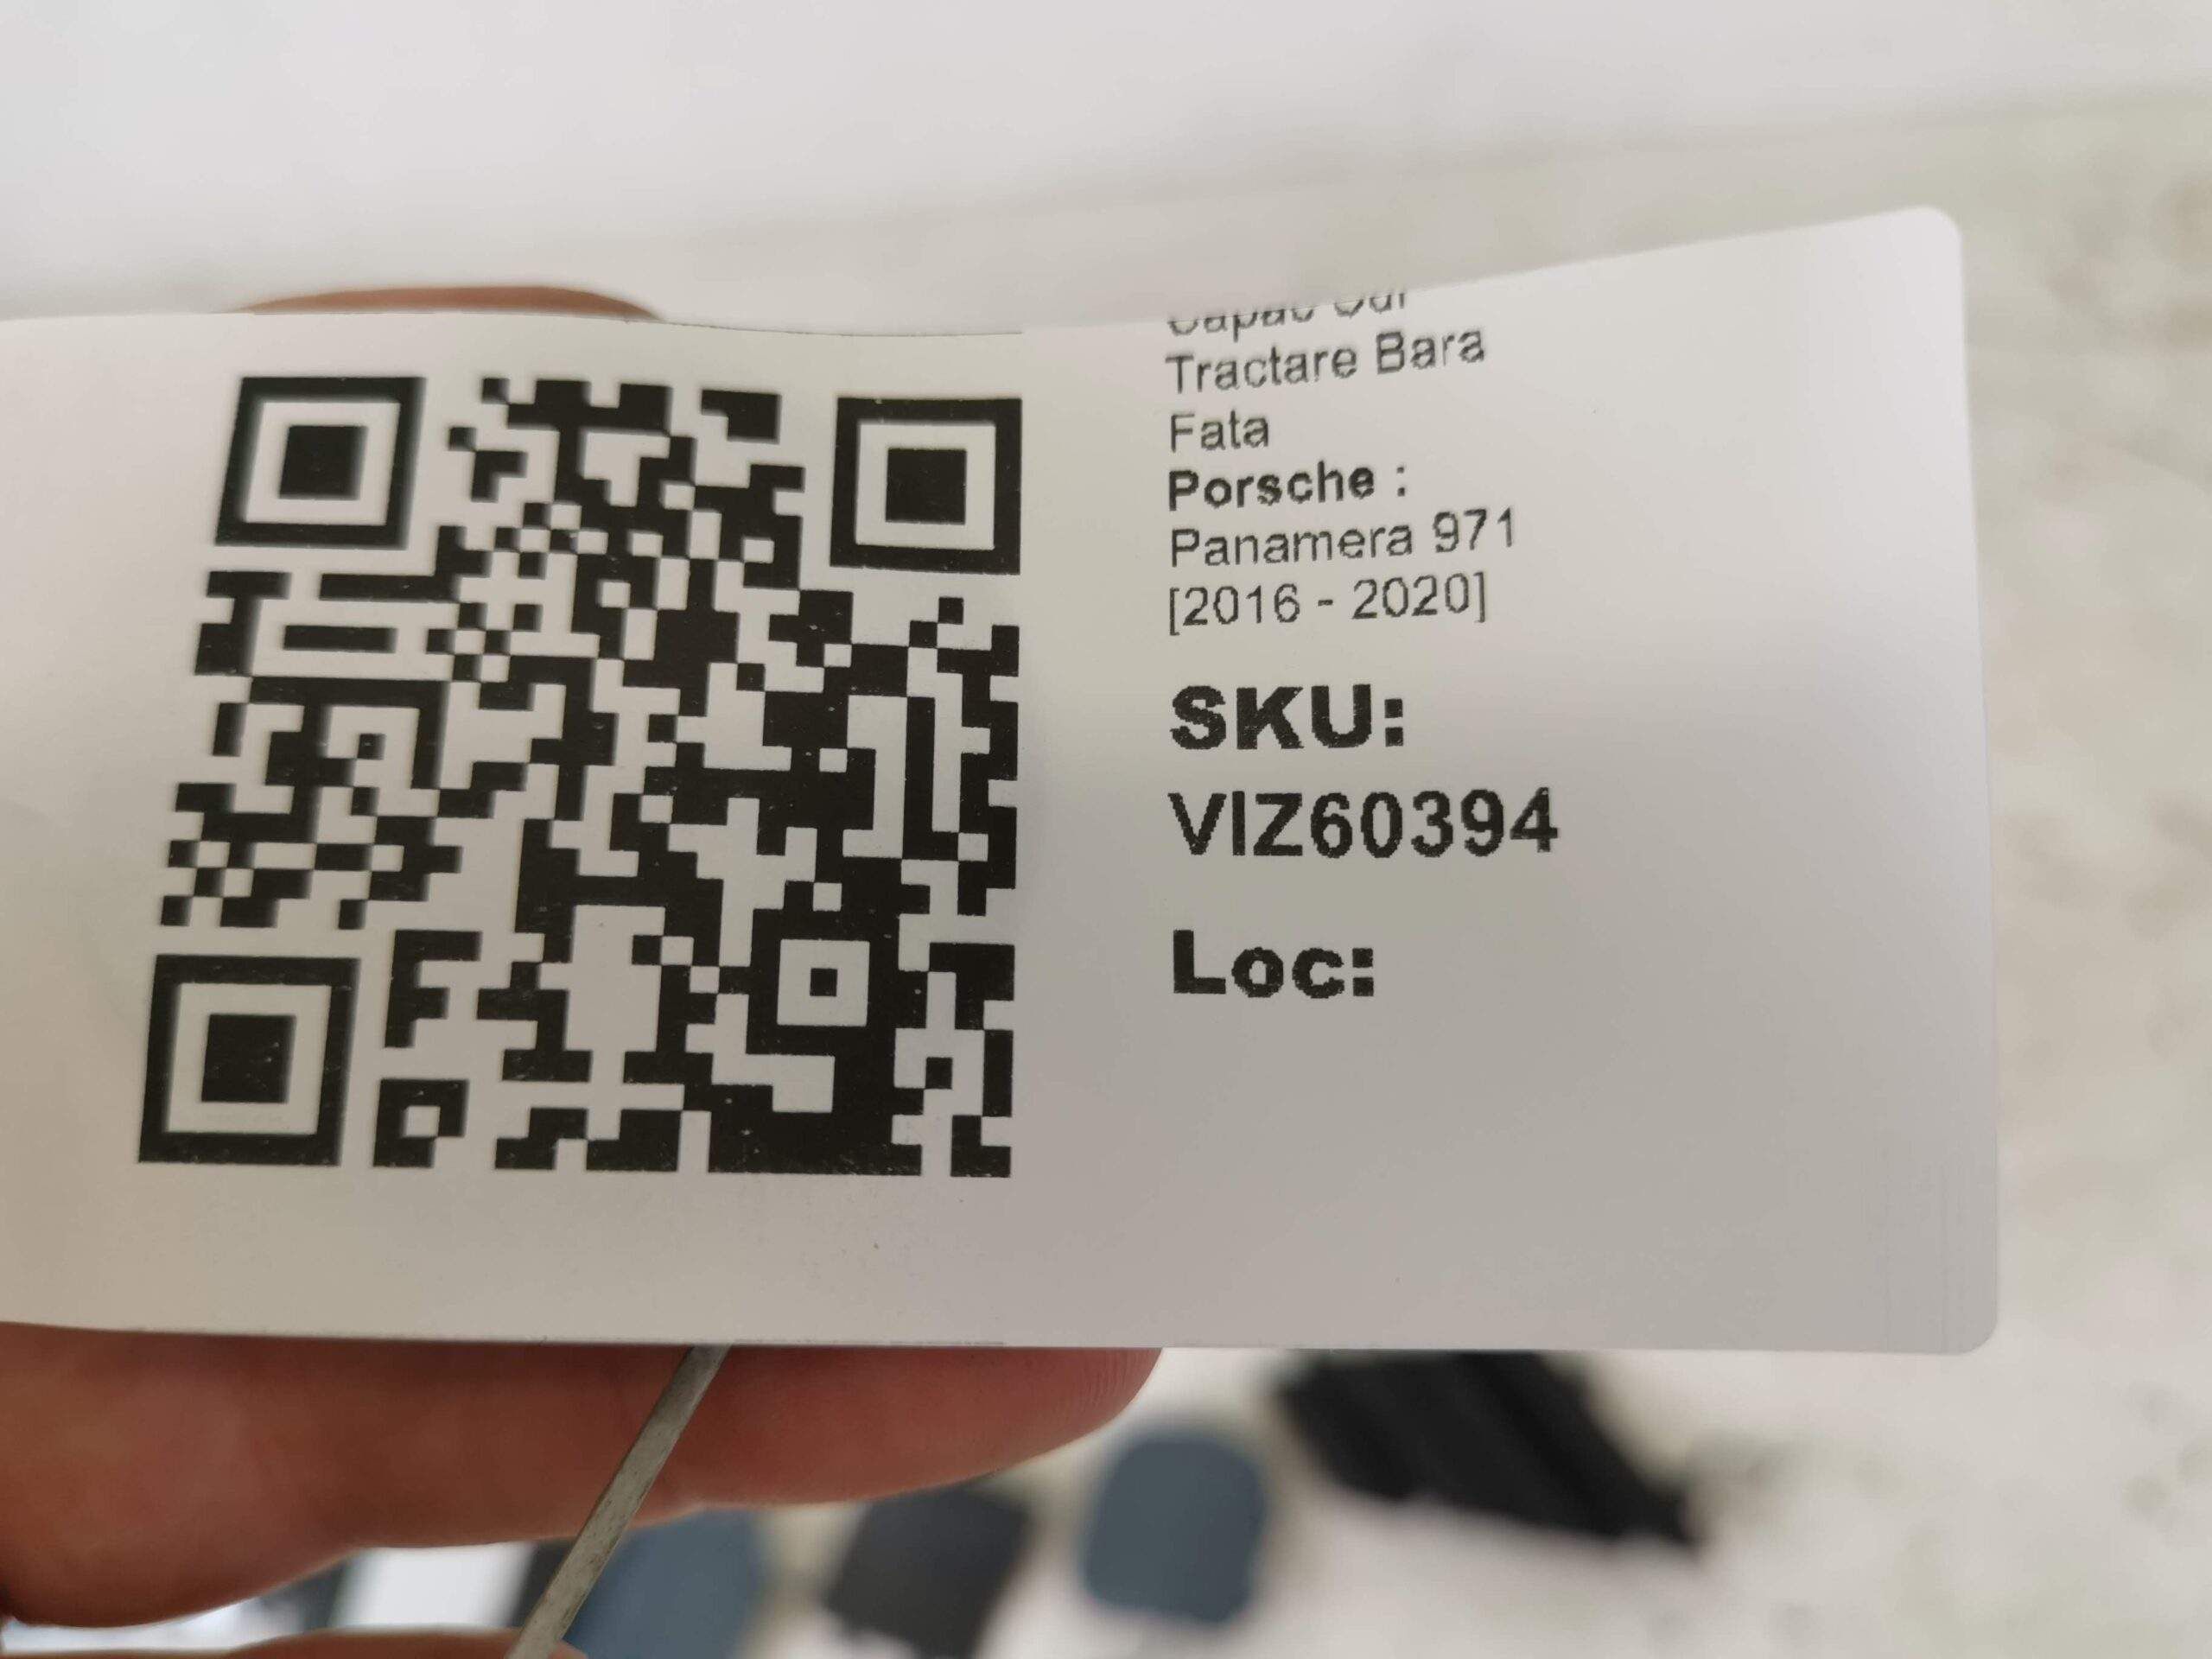 Tractare Bara
Fata
Porsche :
Panamera 971
[2016 - 2020]
SKU:
VIZ60394
Loc: